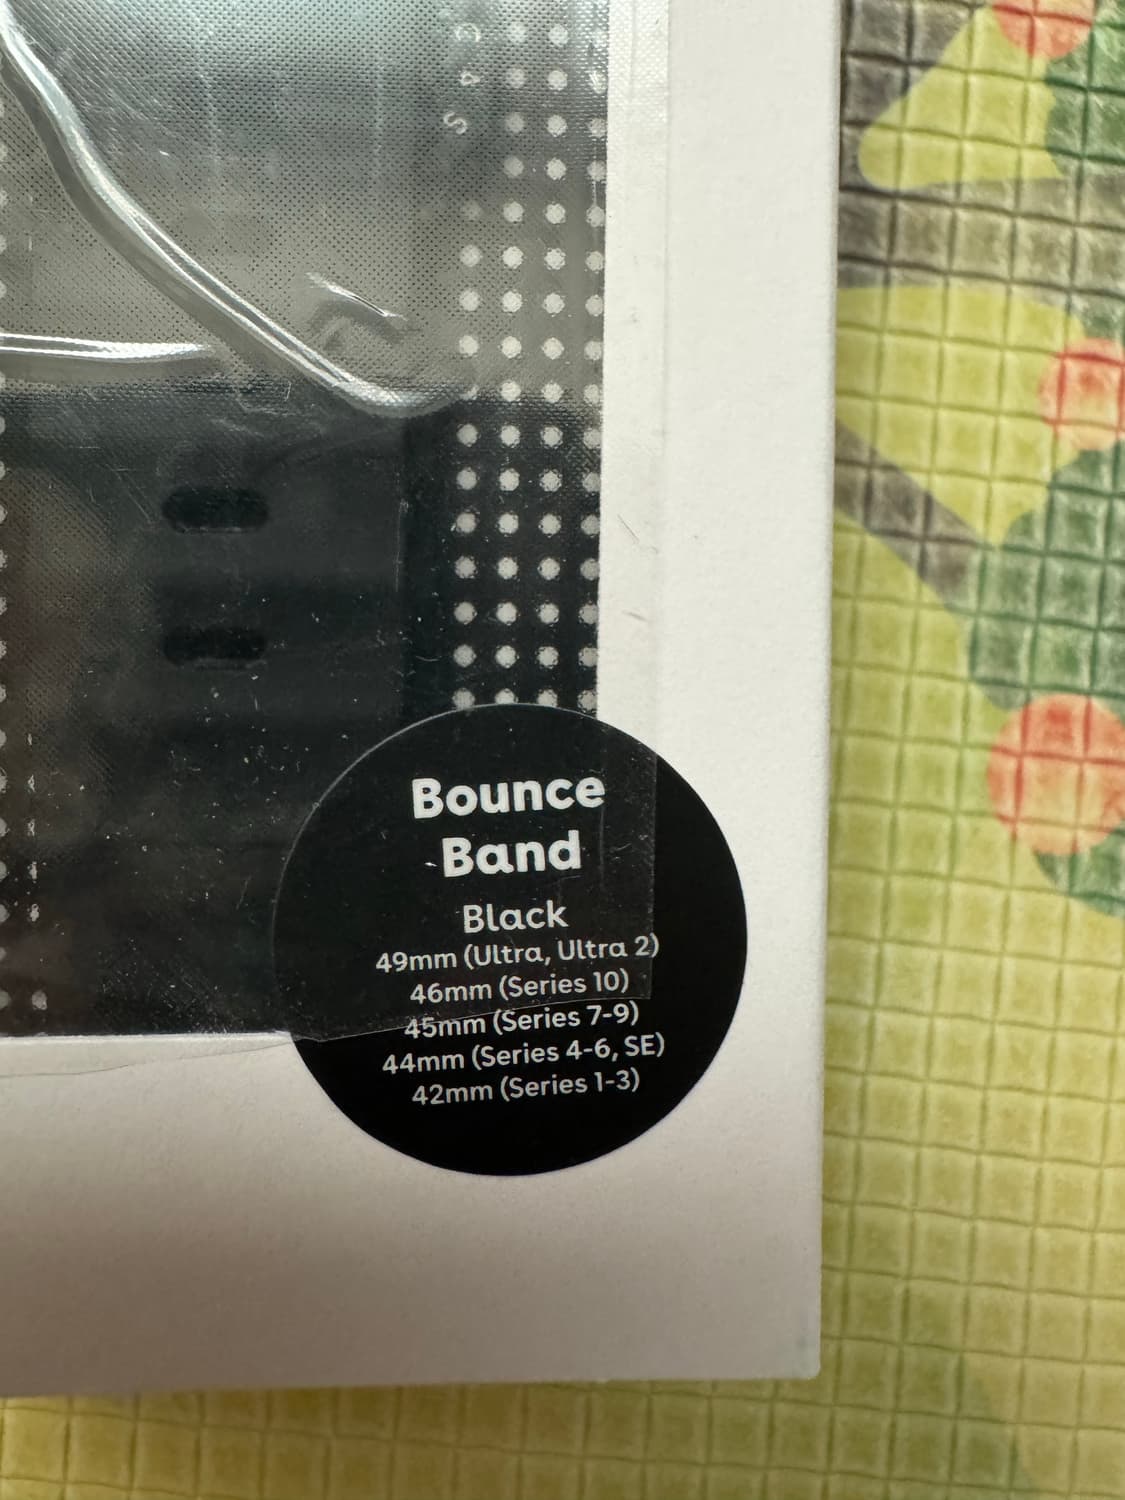 Bounce
Band
Black
49mm (Ultra, Ultra 2)
46mm (Series 10)
45mm (Series 7-9)
44mm (Series 4-6, SE)
42mm (Series 1-3)